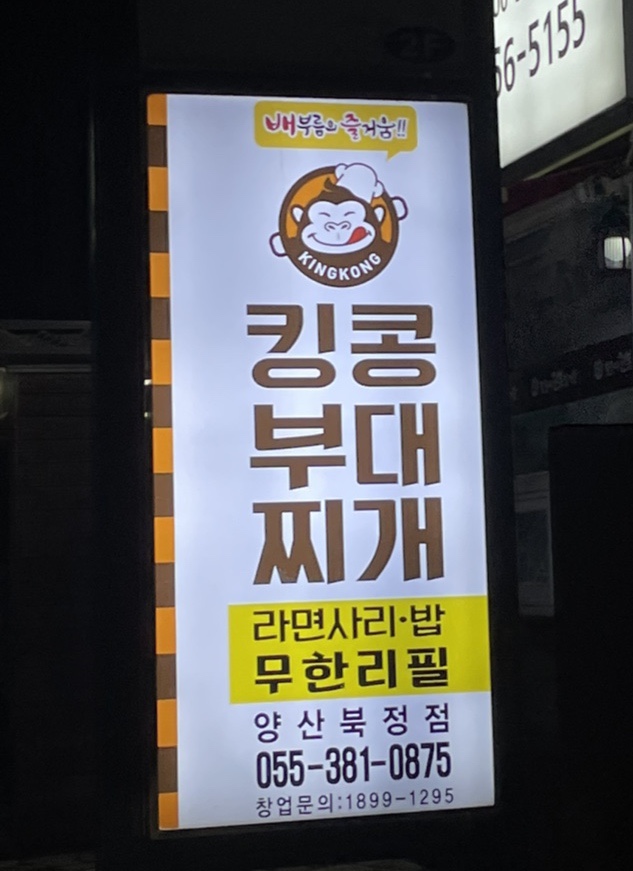 56-5155
배부름의 즐거움!!
KINGKONG
킹콩
부대
찌개
라면사리·밥
무한리필
양산북정점
055-381-0875
창업문의:1899-1295